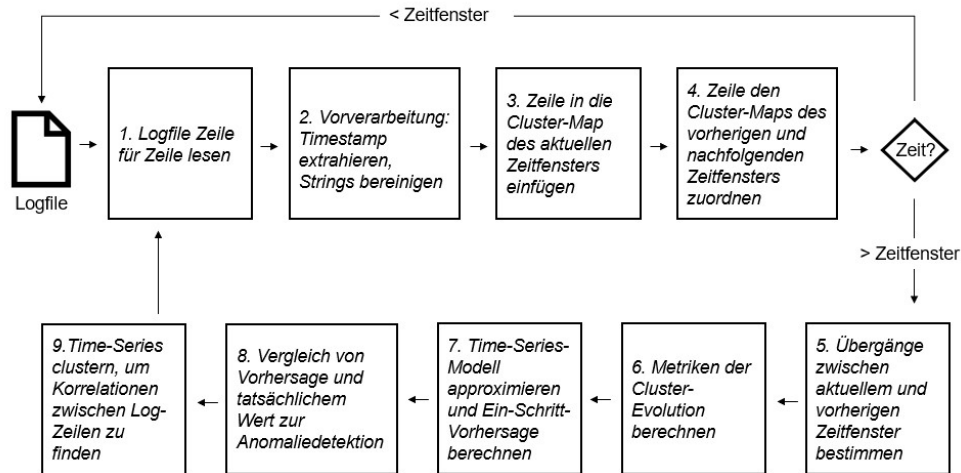 < Zeitfenster
Logfile
1. Logfile Zeile
für Zeile lesen
2. Vorverarbeitung:
Timestamp
extrahieren,
Strings bereinigen
3. Zeile in die
Cluster-Map
des aktuellen
Zeitfensters
einfügen
4. Zeile den
Cluster-Maps des
vorherigen und
nachfolgenden
Zeitfensters
zuordnen
Zeit?
> Zeitfenster
5. Übergänge
zwischen
aktuellem und
vorherigen
Zeitfenster
bestimmen
6. Metriken der
Cluster-
Evolution
berechnen
7. Time-Series-
Modell
approximieren
und Ein-Schritt-
Vorhersage
berechnen
8. Vergleich von
Vorhersage und
tatsächlichem
Wert zur
Anomaliedetektion
9.Time-Series
clustern, um
Korrelationen
zwischen Log-
Zeilen zu
finden